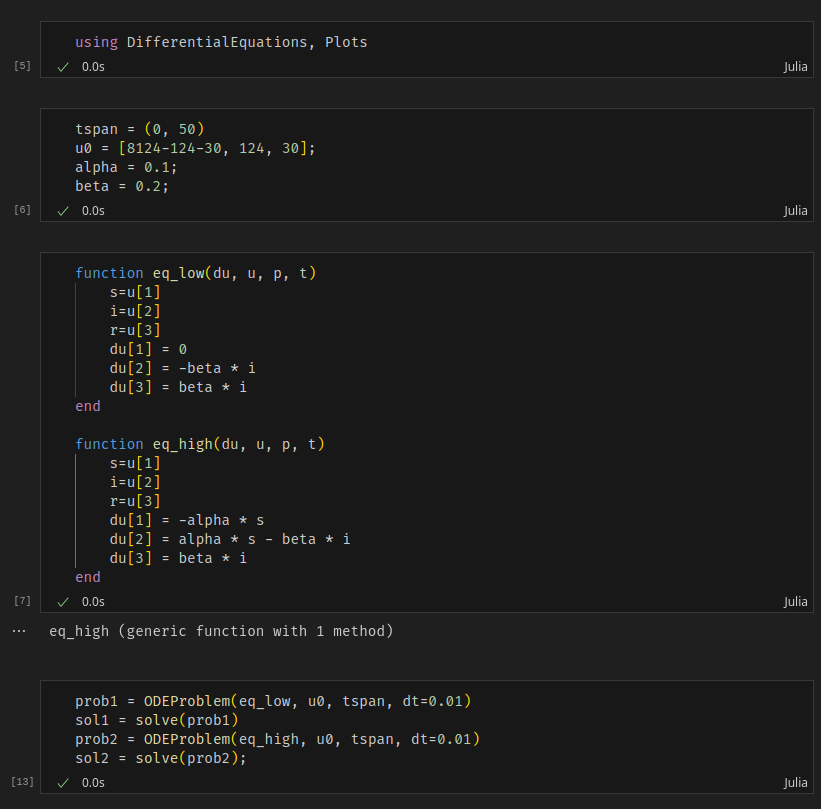 using DifferentialEquations, Plots
[5] ✓ 0.0s Julia
tspan = (0, 50)
u0 = [8124-124-30, 124, 30];
alpha = 0.1;
beta = 0.2;
[6] ✓ 0.0s Julia
function eq_low(du, u, p, t)
    s=u[1]
    i=u[2]
    r=u[3]
    du[1] = 0
    du[2] = -beta * i
    du[3] = beta * i
end

function eq_high(du, u, p, t)
    s=u[1]
    i=u[2]
    r=u[3]
    du[1] = -alpha * s
    du[2] = alpha * s - beta * i
    du[3] = beta * i
end
[7] ✓ 0.0s Julia
... eq_high (generic function with 1 method)
prob1 = ODEProblem(eq_low, u0, tspan, dt=0.01)
sol1 = solve(prob1)
prob2 = ODEProblem(eq_high, u0, tspan, dt=0.01)
sol2 = solve(prob2);
[13] ✓ 0.0s Julia